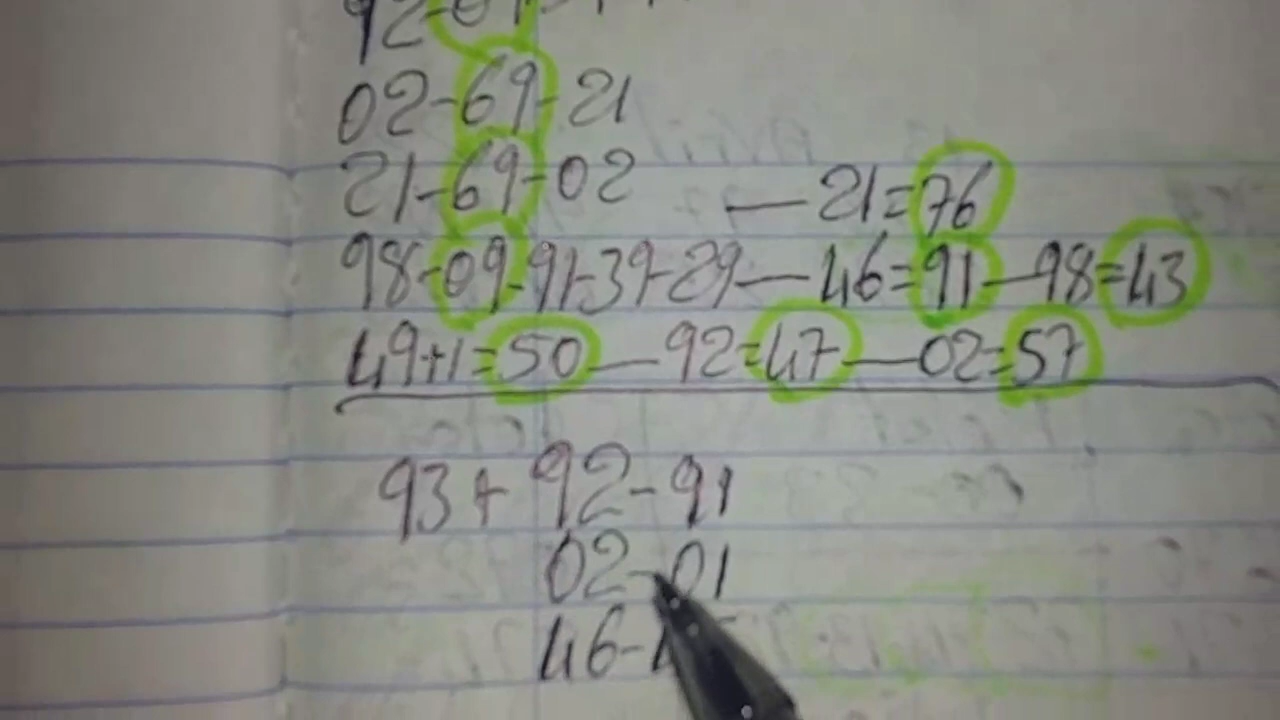 02-69-21
21-69-02 — 21=76
98-09-91-39-29 — 46=91 — 98=43
49+1=50 — 92=47 — 02=57
93+ 92-91
02-01
46-